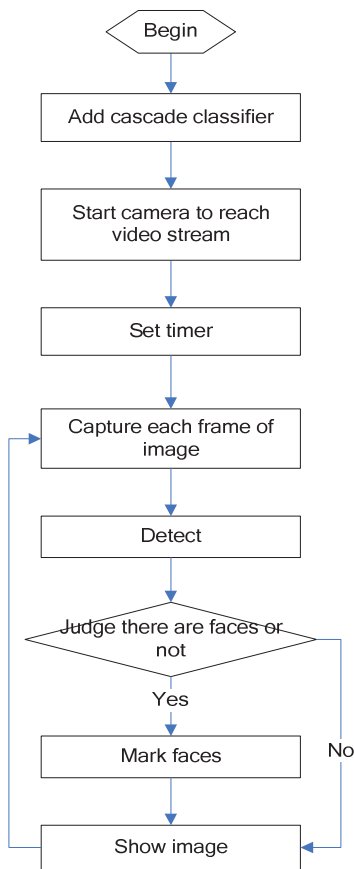 Begin
Add cascade classifier
Start camera to reach
video stream
Set timer
Capture each frame of
image
Detect
Judge there are faces or
not
Yes
Mark faces
No
Show image